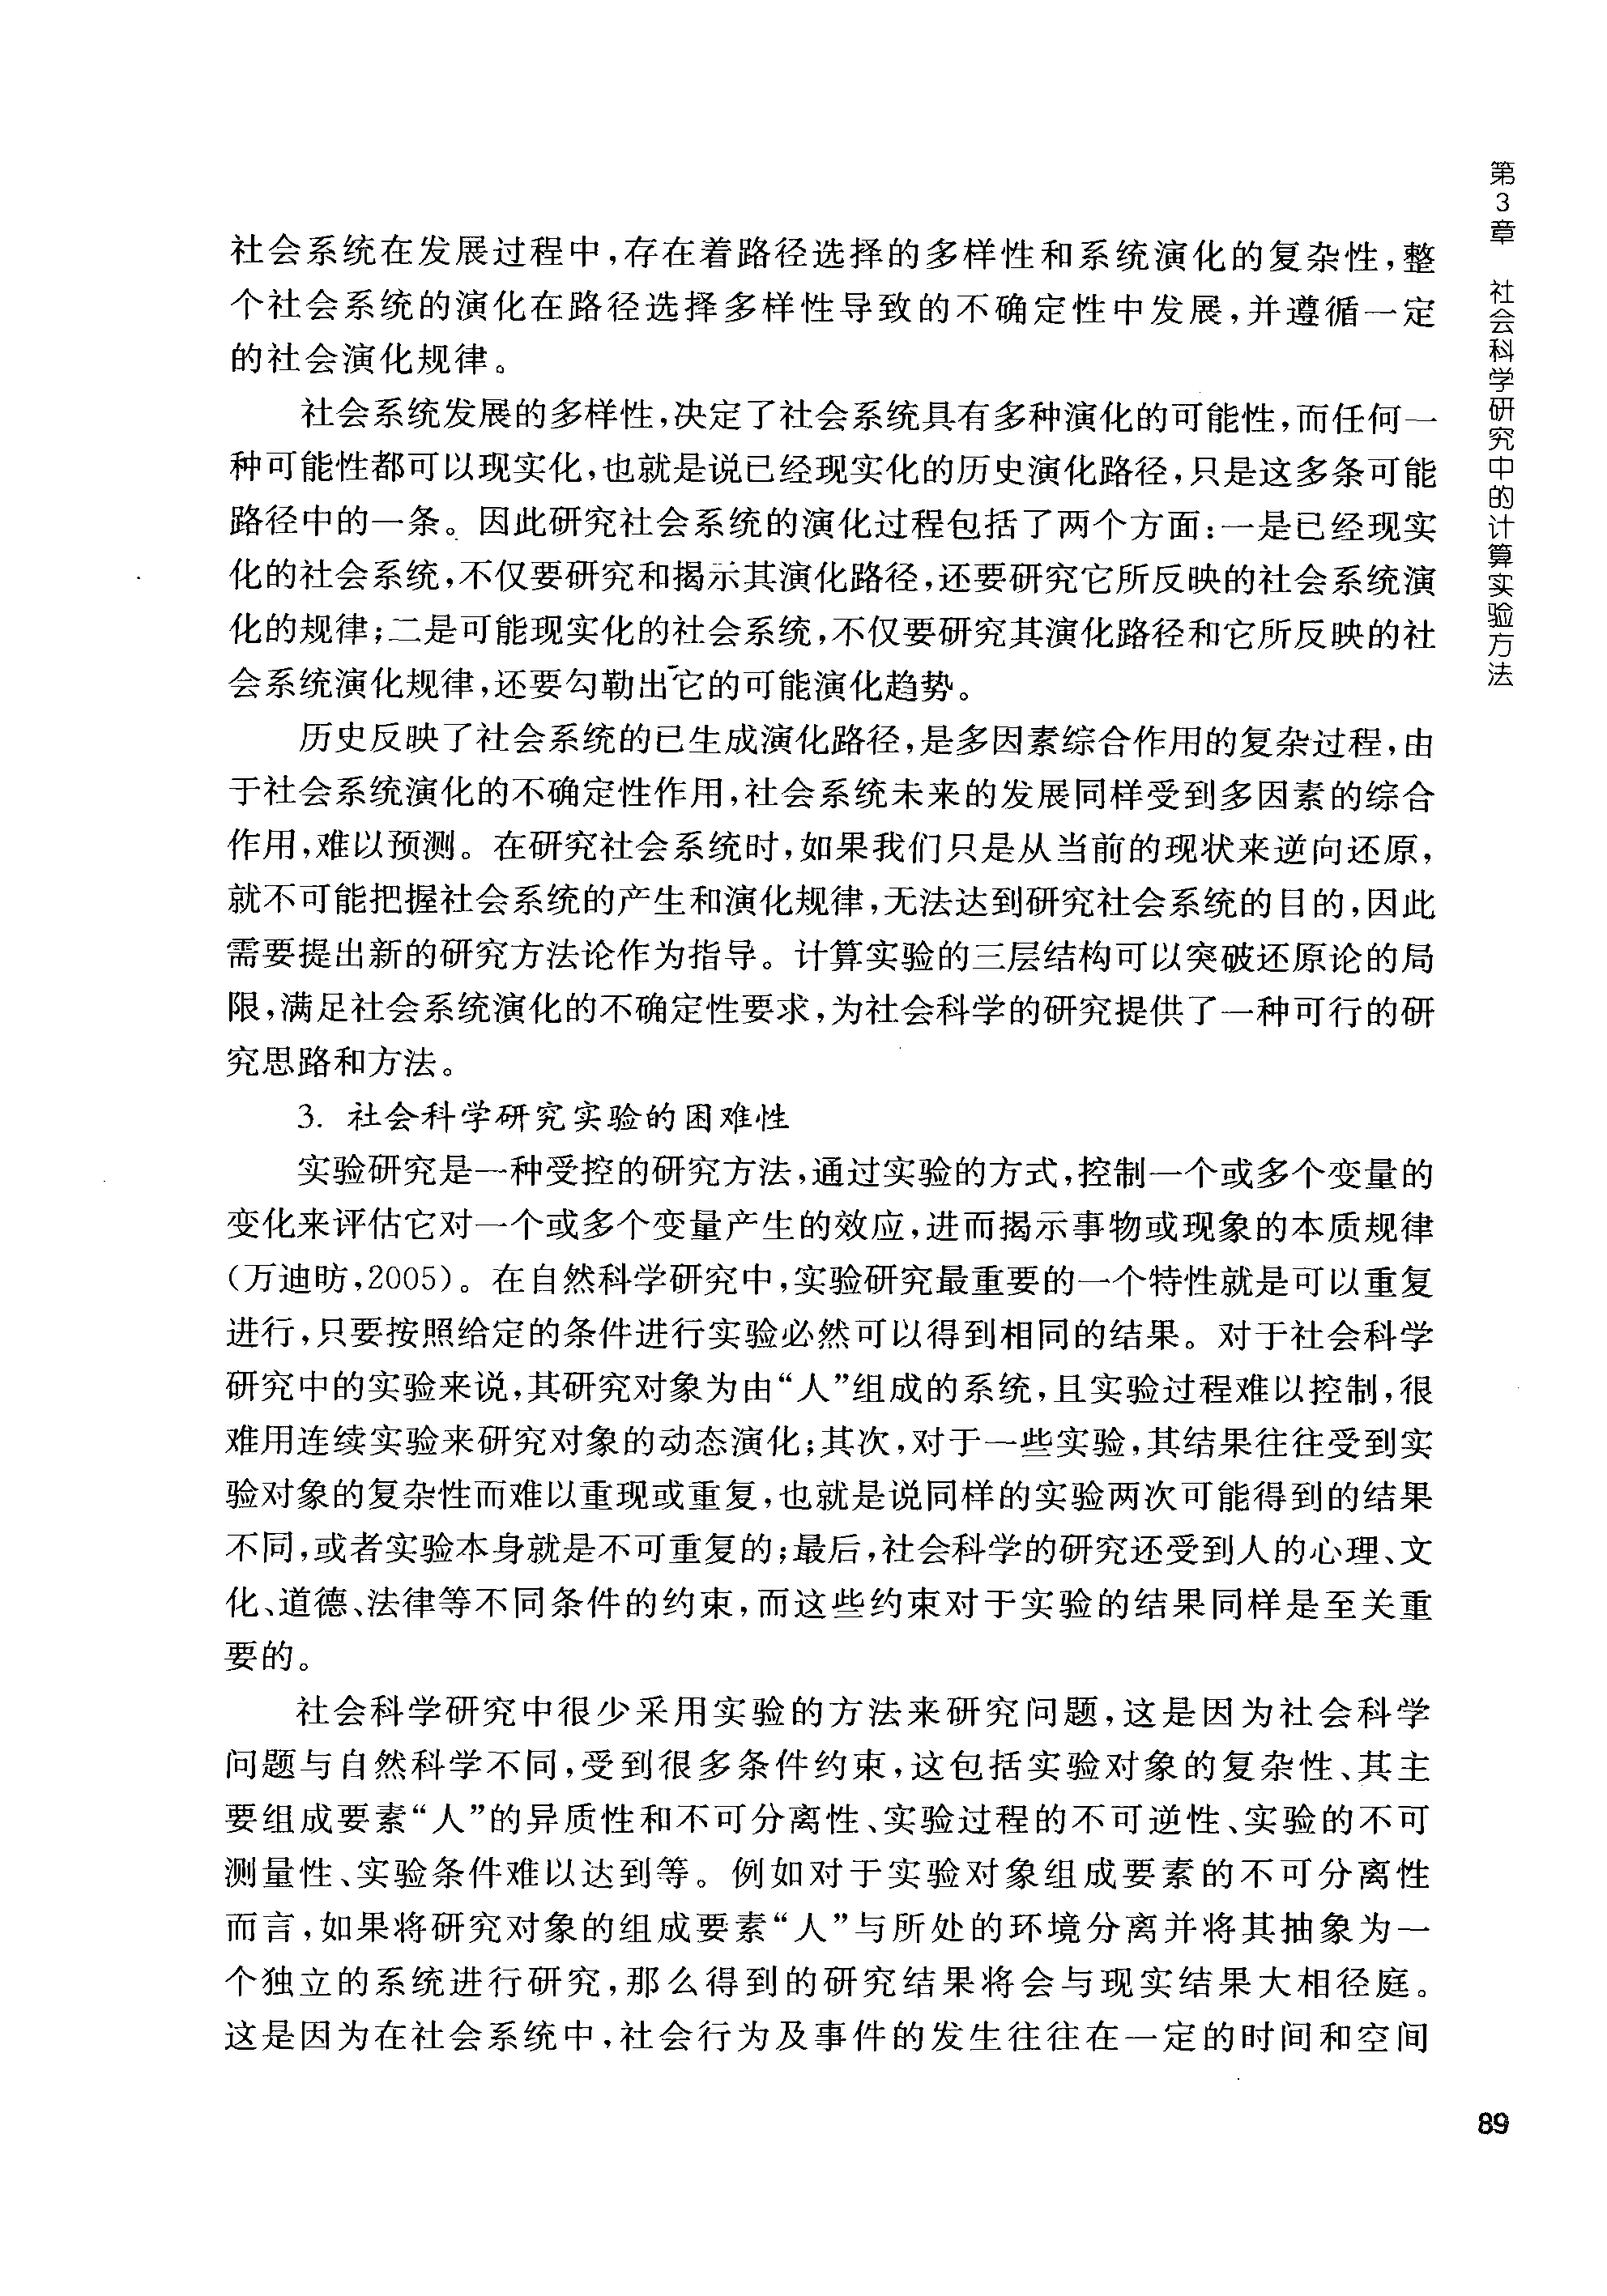 第3章 社会科学研究中的计算实验方法
社会系统在发展过程中,存在着路径选择的多样性和系统演化的复杂性,整
个社会系统的演化在路径选择多样性导致的不确定性中发展,并遵循一定
的社会演化规律。
社会系统发展的多样性,决定了社会系统具有多种演化的可能性,而任何一
种可能性都可以现实化,也就是说已经现实化的历史演化路径,只是这多条可能
路径中的一条。因此研究社会系统的演化过程包括了两个方面:一是已经现实
化的社会系统,不仅要研究和揭示其演化路径,还要研究它所反映的社会系统演
化的规律;二是可能现实化的社会系统,不仅要研究其演化路径和它所反映的社
会系统演化规律,还要勾勒出它的可能演化趋势。
历史反映了社会系统的已生成演化路径,是多因素综合作用的复杂过程,由
于社会系统演化的不确定性作用,社会系统未来的发展同样受到多因素的综合
作用,难以预测。在研究社会系统时,如果我们只是从当前的现状来逆向还原,
就不可能把握社会系统的产生和演化规律,无法达到研究社会系统的目的,因此
需要提出新的研究方法论作为指导。计算实验的三层结构可以突破还原论的局
限,满足社会系统演化的不确定性要求,为社会科学的研究提供了一种可行的研
究思路和方法。
3. 社会科学研究实验的困难性
实验研究是一种受控的研究方法,通过实验的方式,控制一个或多个变量的
变化来评估它对一个或多个变量产生的效应,进而揭示事物或现象的本质规律
(万迪昉,2005)。在自然科学研究中,实验研究最重要的一个特性就是可以重复
进行,只要按照给定的条件进行实验必然可以得到相同的结果。对于社会科学
研究中的实验来说,其研究对象为由“人”组成的系统,且实验过程难以控制,很
难用连续实验来研究对象的动态演化;其次,对于一些实验,其结果往往受到实
验对象的复杂性而难以重现或重复,也就是说同样的实验两次可能得到的结果
不同,或者实验本身就是不可重复的;最后,社会科学的研究还受到人的心理、文
化、道德、法律等不同条件的约束,而这些约束对于实验的结果同样是至关重
要的。
社会科学研究中很少采用实验的方法来研究问题,这是因为社会科学
问题与自然科学不同,受到很多条件约束,这包括实验对象的复杂性、其主
要组成要素“人”的异质性和不可分离性、实验过程的不可逆性、实验的不可
测量性、实验条件难以达到等。例如对于实验对象组成要素的不可分离性
而言,如果将研究对象的组成要素“人”与所处的环境分离并将其抽象为一
个独立的系统进行研究,那么得到的研究结果将会与现实结果大相径庭。
这是因为在社会系统中,社会行为及事件的发生往往在一定的时间和空间
89